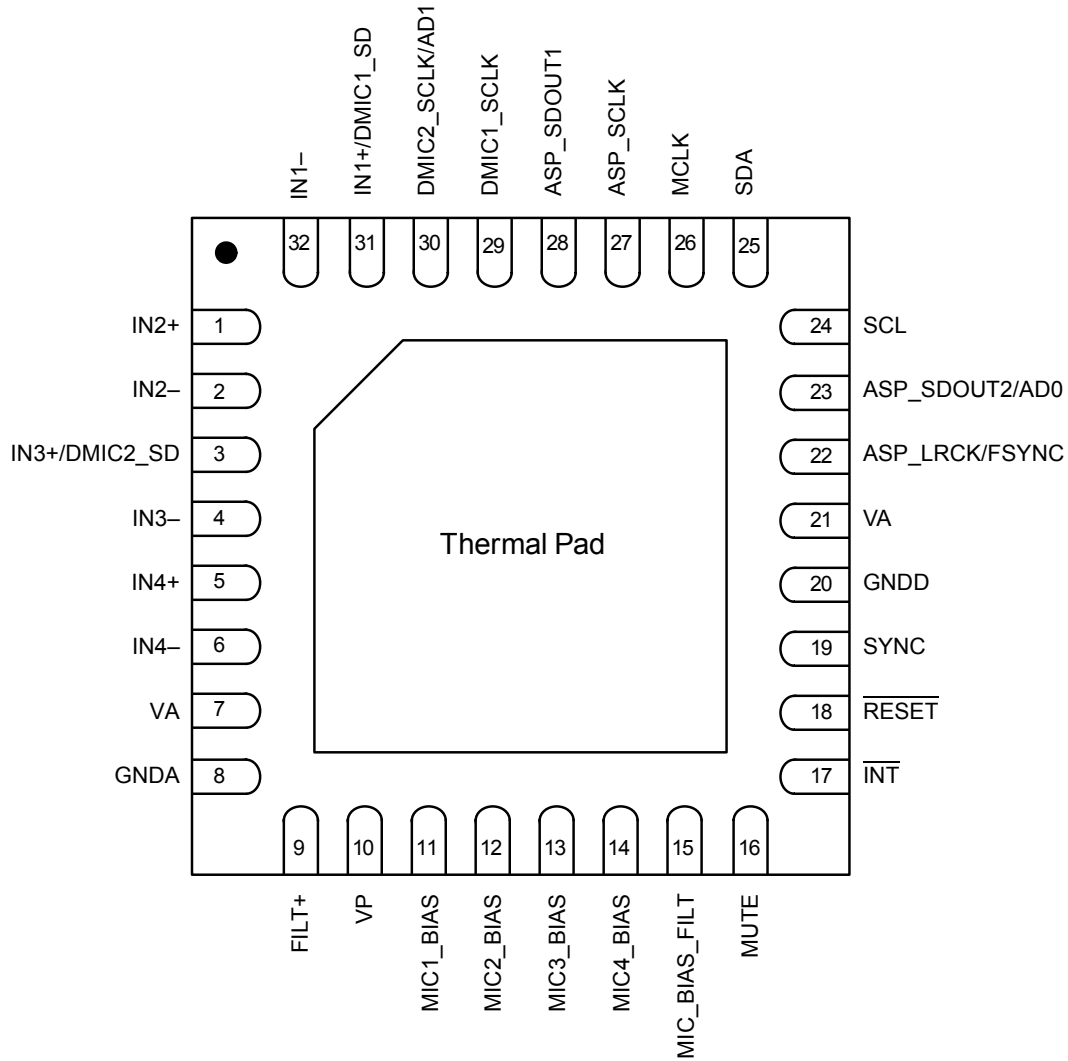 IN1–
IN1+/DMIC1_SD
DMIC2_SCLK/AD1
DMIC1_SCLK
ASP_SDOUT1
ASP_SCLK
MCLK
SDA
32
31
30
29
28
27
26
25
IN2+ 1
IN2– 2
IN3+/DMIC2_SD 3
IN3– 4
IN4+ 5
IN4– 6
VA 7
GNDA 8
Thermal Pad
24 SCL
23 ASP_SDOUT2/AD0
22 ASP_LRCK/FSYNC
21 VA
20 GNDD
19 SYNC
18 RESET
17 INT
9
10
11
12
13
14
15
16
FILT+
VP
MIC1_BIAS
MIC2_BIAS
MIC3_BIAS
MIC4_BIAS
MIC_BIAS_FILT
MUTE